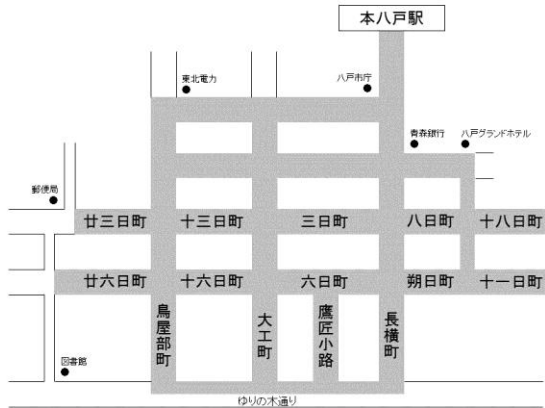 本八戸駅
東北電力
八戸市庁
青森銀行
八戸グランドホテル
郵便局
廿三日町
十三日町
三日町
八日町
十八日町
廿六日町
十六日町
六日町
朔日町
十一日町
鳥屋部町
大工町
鷹匠小路
長横町
図書館
ゆりの木通り